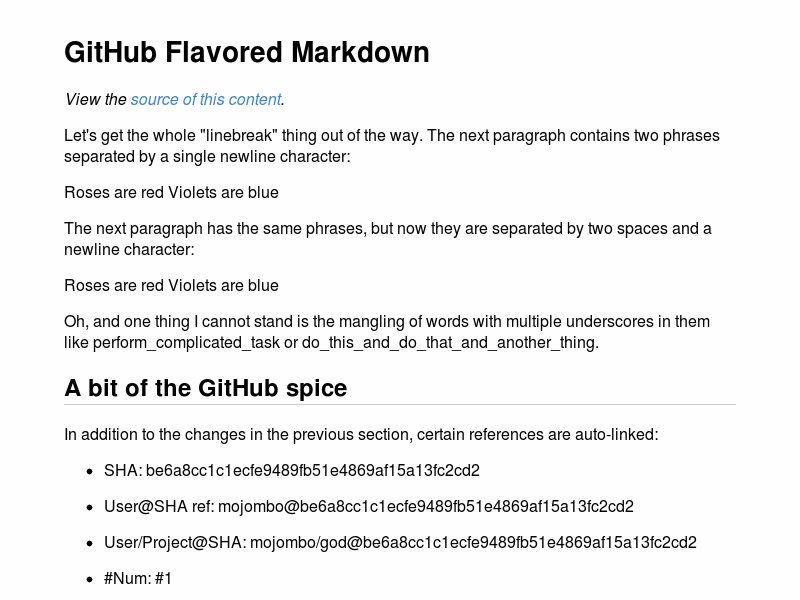 GitHub Flavored Markdown
View the source of this content.
Let's get the whole "linebreak" thing out of the way. The next paragraph contains two phrases
separated by a single newline character:
Roses are red Violets are blue
The next paragraph has the same phrases, but now they are separated by two spaces and a
newline character:
Roses are red Violets are blue
Oh, and one thing I cannot stand is the mangling of words with multiple underscores in them
like perform_complicated_task or do_this_and_do_that_and_another_thing.
A bit of the GitHub spice
In addition to the changes in the previous section, certain references are auto-linked:
• SHA: be6a8cc1c1ecfe9489fb51e4869af15a13fc2cd2
• User@SHA ref: mojombo@be6a8cc1c1ecfe9489fb51e4869af15a13fc2cd2
• User/Project@SHA: mojombo/god@be6a8cc1c1ecfe9489fb51e4869af15a13fc2cd2
• #Num: #1